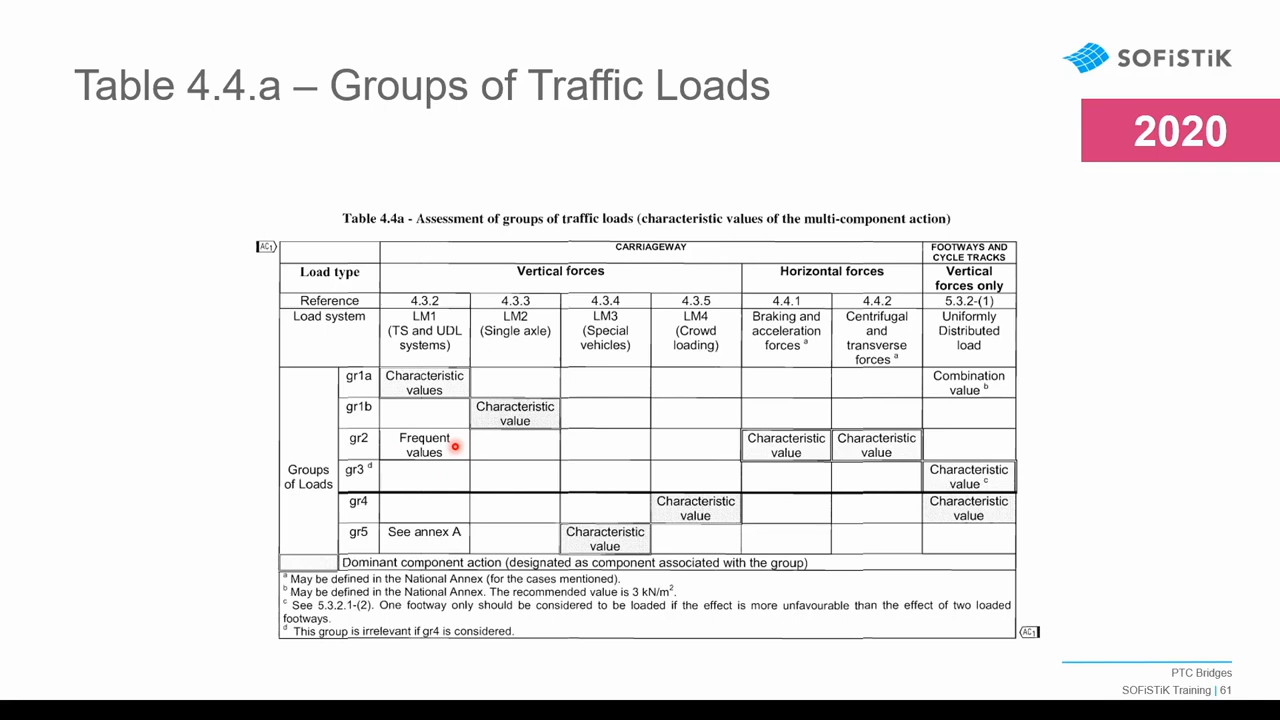 Table 4.4.a – Groups of Traffic Loads
SOFiSTiK
2020
Table 4.4a - Assessment of groups of traffic loads (characteristic values of the multi-component action)
AC1
CARRIAGEWAY
FOOTWAYS AND
CYCLE TRACKS
Load type
Vertical forces
Horizontal forces
Vertical
forces only
Reference
4.3.2
4.3.3
4.3.4
4.3.5
4.4.1
4.4.2
5.3.2-(1)
Load system
LM1
(TS and UDL
systems)
LM2
(Single axle)
LM3
(Special
vehicles)
LM4
(Crowd
loading)
Braking and
acceleration
forces a
Centrifugal
and
transverse
forces a
Uniformly
Distributed
load
Groups
of Loads
gr1a
Characteristic
values
Combination
value b
gr1b
Characteristic
value
gr2
Frequent
values
Characteristic
value
Characteristic
value
gr3 d
Characteristic
value c
gr4
Characteristic
value
Characteristic
value
gr5
See annex A
Characteristic
value
Dominant component action (designated as component associated with the group)
a May be defined in the National Annex (for the cases mentioned).
b May be defined in the National Annex. The recommended value is 3 kN/m2.
c See 5.3.2.1-(2). One footway only should be considered to be loaded if the effect is more unfavourable than the effect of two loaded
footways.
d This group is irrelevant if gr4 is considered.
AC1
PTC Bridges
SOFiSTiK Training | 61